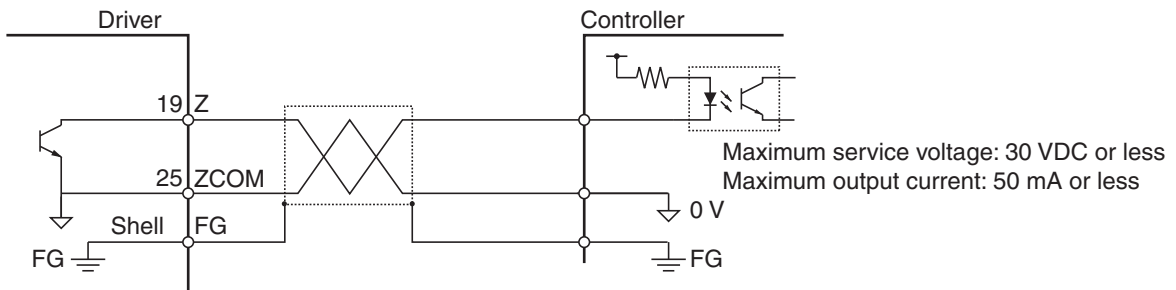 Driver
Controller
19 Z
Maximum service voltage: 30 VDC or less
25 ZCOM
Maximum output current: 50 mA or less
0 V
Shell FG
FG
FG